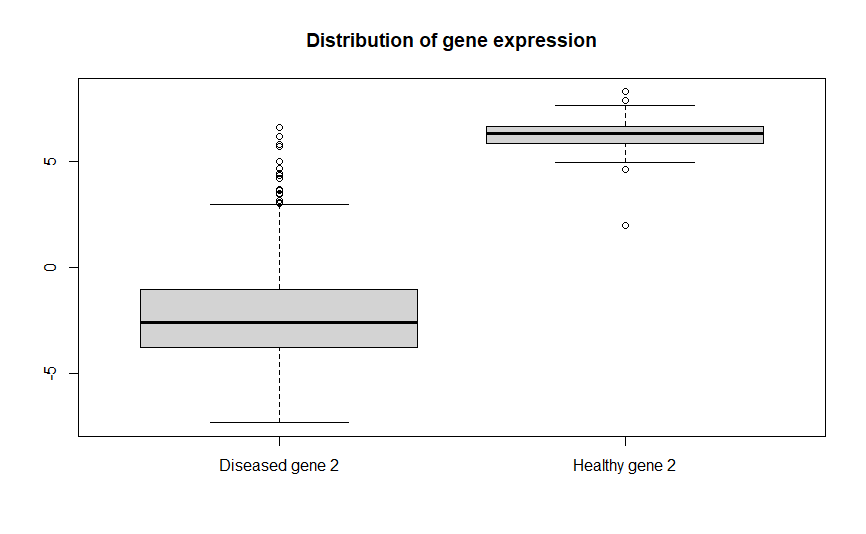 Distribution of gene expression
5
0
-5
Diseased gene 2
Healthy gene 2